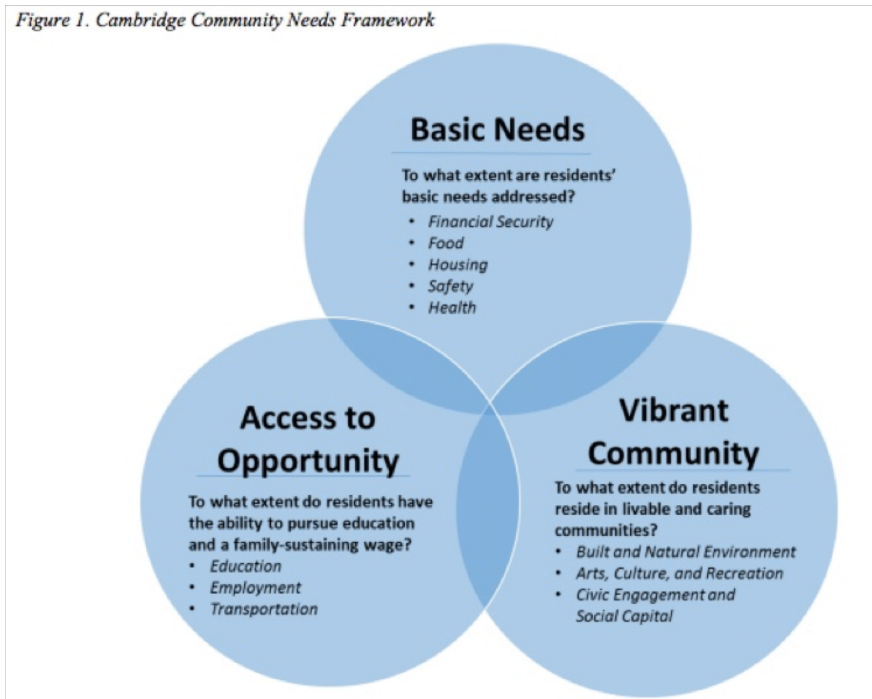 Figure 1. Cambridge Community Needs Framework
Basic Needs
To what extent are residents'
basic needs addressed?
• Financial Security
• Food
• Housing
• Safety
• Health
Access to
Opportunity
To what extent do residents have
the ability to pursue education
and a family-sustaining wage?
• Education
• Employment
• Transportation
Vibrant
Community
To what extent do residents
reside in livable and caring
communities?
• Built and Natural Environment
• Arts, Culture, and Recreation
• Civic Engagement and
Social Capital